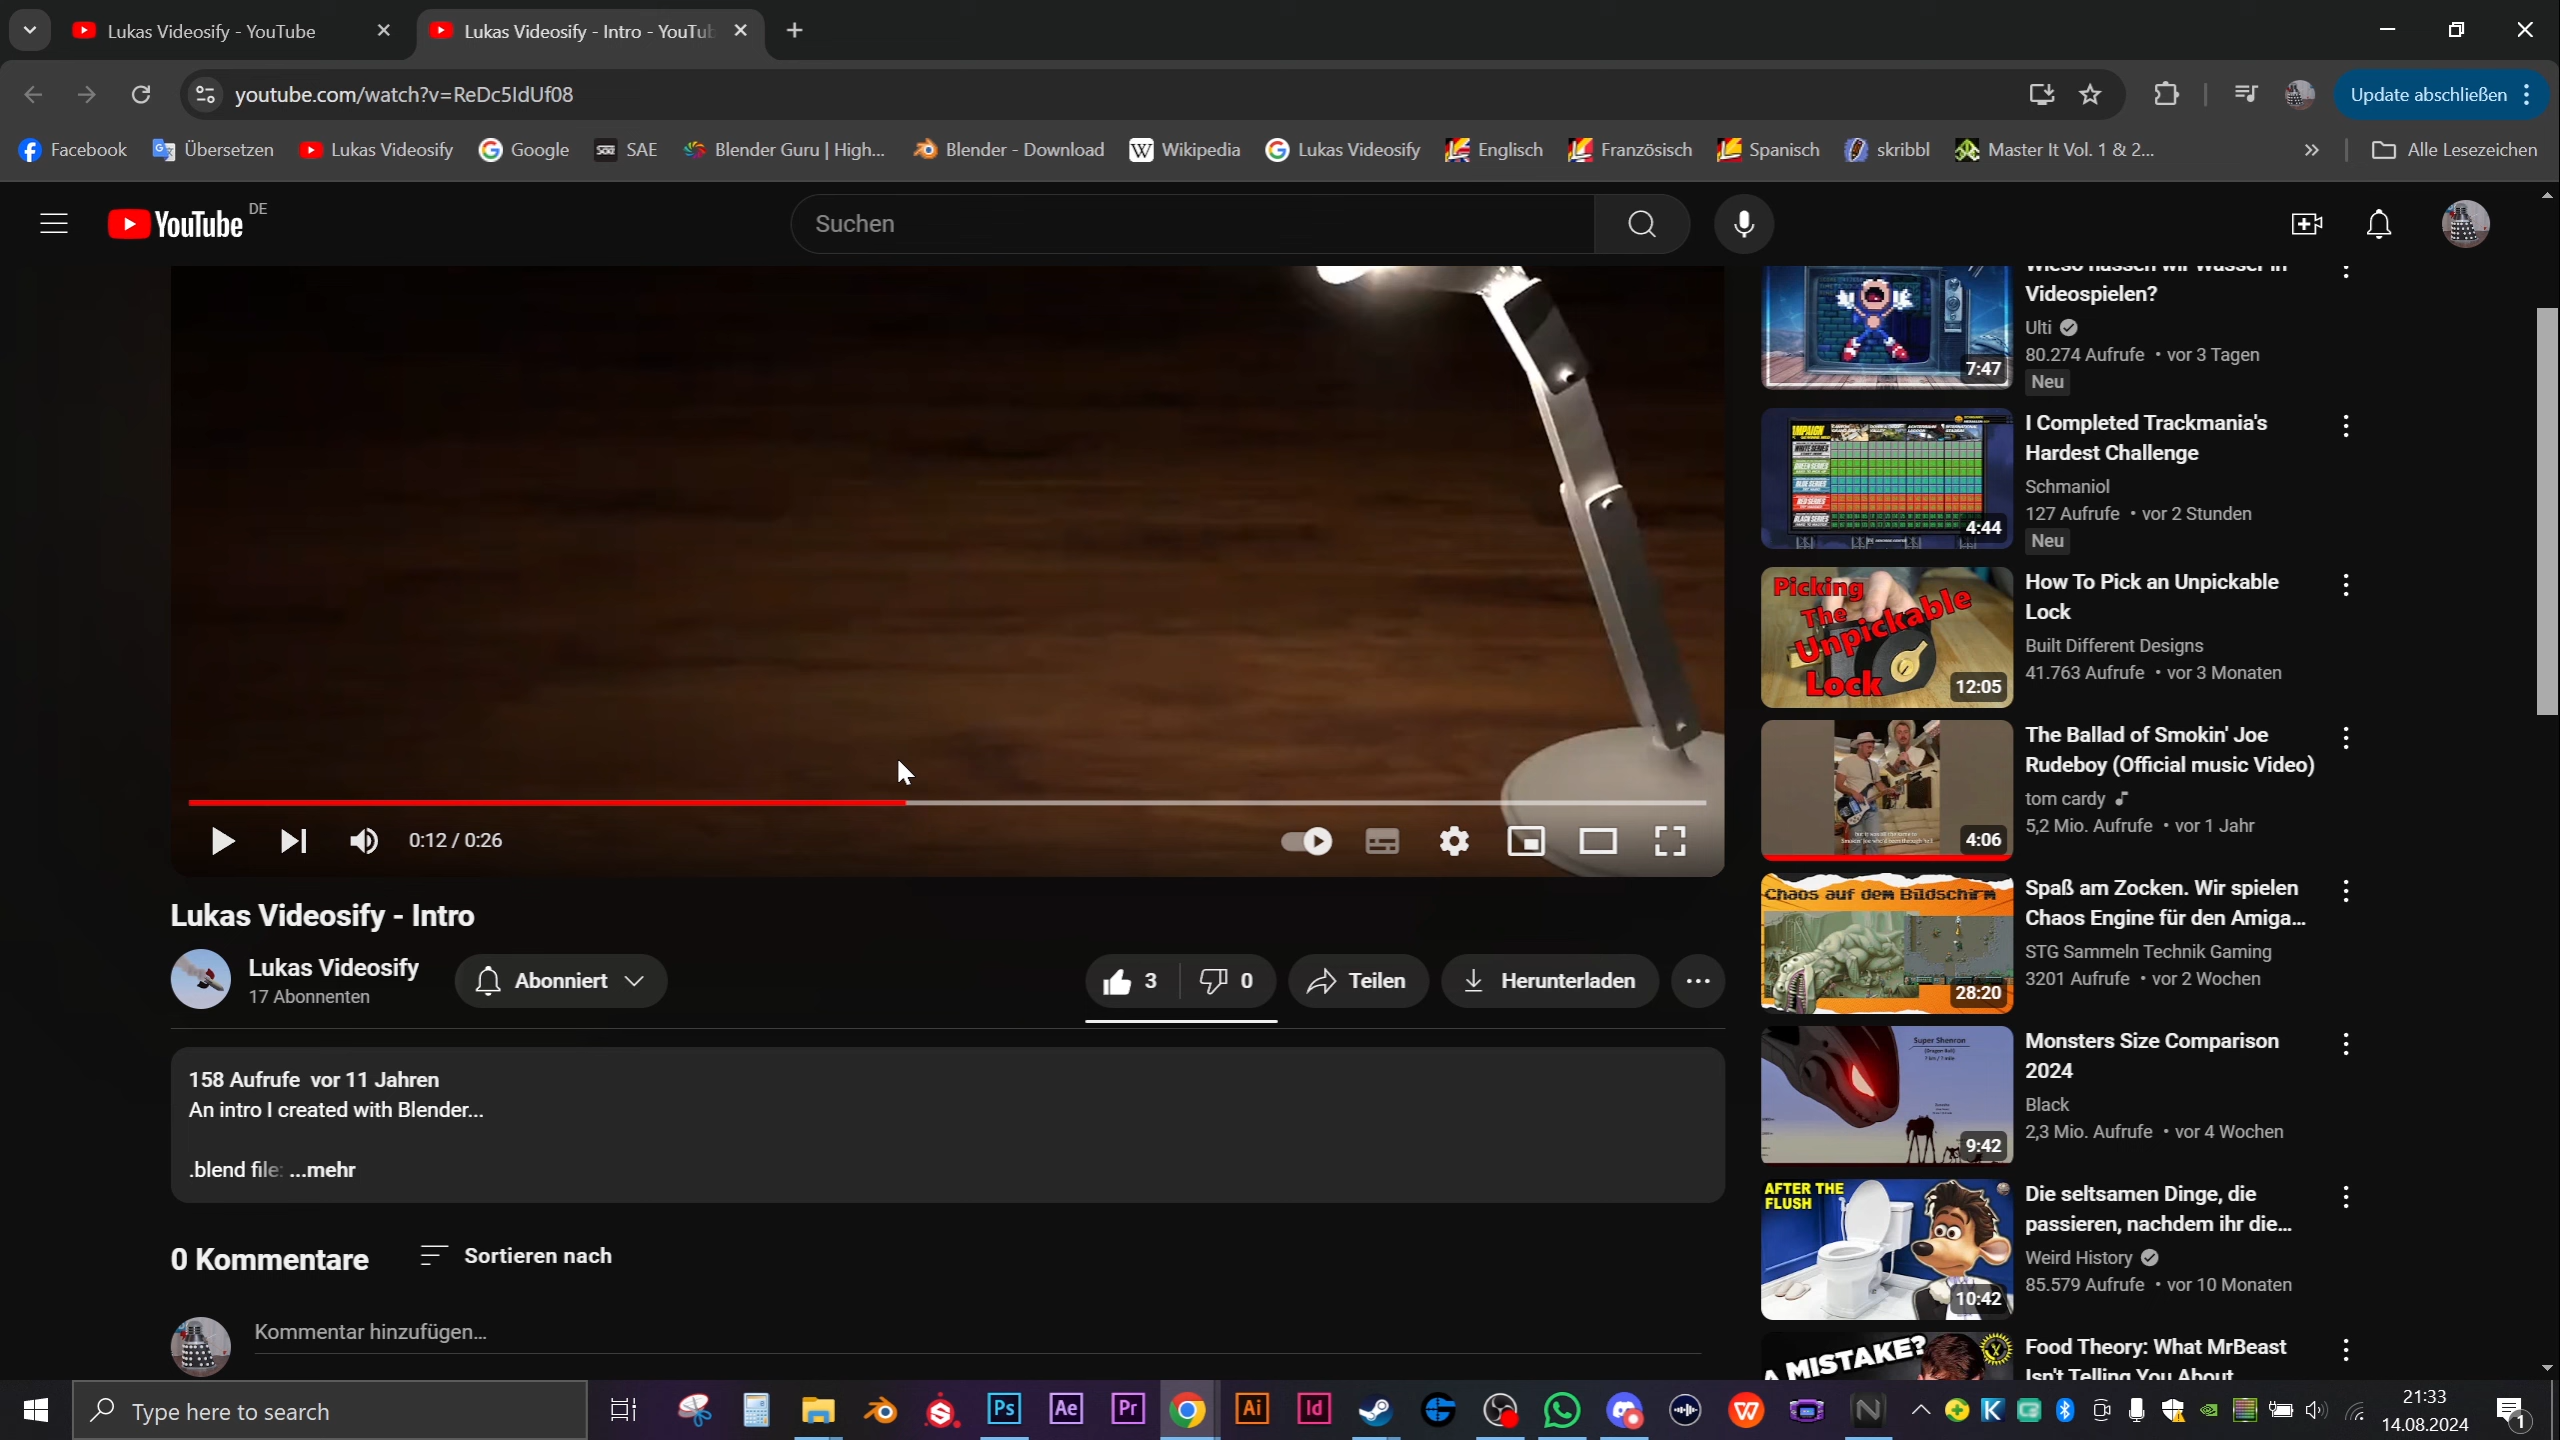 Lukas Videosify - YouTube
Lukas Videosify - Intro - YouTub
youtube.com/watch?v=ReDc5IdUf08
Update abschließen
Facebook
Übersetzen
Lukas Videosify
Google
SAE
Blender Guru | High...
Blender - Download
Wikipedia
Lukas Videosify
Englisch
Französisch
Spanisch
skribbl
Master It Vol. 1 & 2...
Alle Lesezeichen
YouTube DE
Suchen
0:12 / 0:26
Lukas Videosify - Intro
Lukas Videosify
17 Abonnenten
Abonniert
3
0
Teilen
Herunterladen
158 Aufrufe vor 11 Jahren
An intro I created with Blender...
.blend file: ...mehr
0 Kommentare
Sortieren nach
Kommentar hinzufügen...
Wieso hassen wir Wasser in
Videospielen?
Ulti
80.274 Aufrufe • vor 3 Tagen
Neu
7:47
I Completed Trackmania's
Hardest Challenge
Schmaniol
127 Aufrufe • vor 2 Stunden
Neu
4:44
Picking
The
Unpickable
Lock
12:05
How To Pick an Unpickable
Lock
Built Different Designs
41.763 Aufrufe • vor 3 Monaten
4:06
The Ballad of Smokin' Joe
Rudeboy (Official music Video)
tom cardy
5,2 Mio. Aufrufe • vor 1 Jahr
Chaos auf dem Bildschirm
28:20
Spaß am Zocken. Wir spielen
Chaos Engine für den Amiga...
STG Sammeln Technik Gaming
3201 Aufrufe • vor 2 Wochen
Super Shenron
9:42
Monsters Size Comparison
2024
Black
2,3 Mio. Aufrufe • vor 4 Wochen
AFTER THE
FLUSH
10:42
Die seltsamen Dinge, die
passieren, nachdem ihr die...
Weird History
85.579 Aufrufe • vor 10 Monaten
A MISTAKE?
Food Theory: What MrBeast
Isn't Telling You About
Type here to search
Ps
Ae
Pr
Ai
Id
21:33
14.08.2024
1